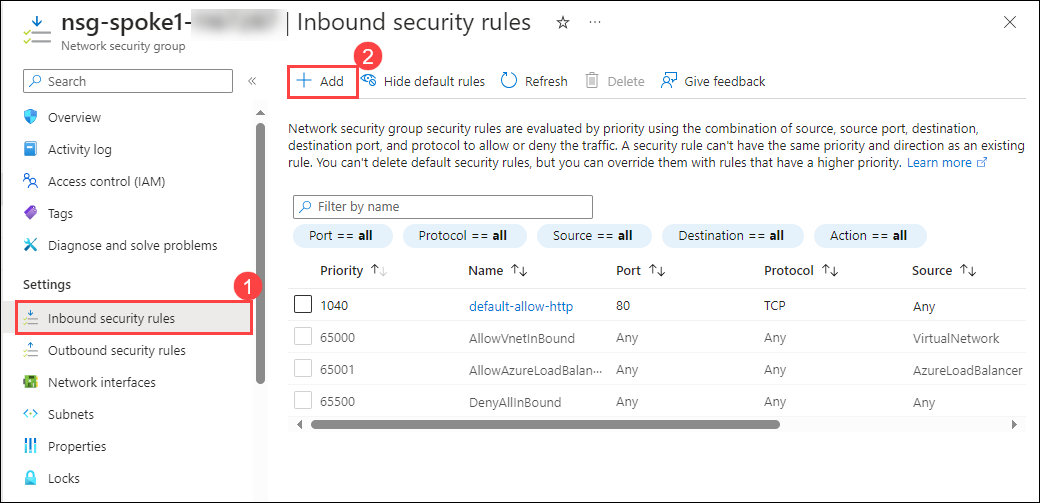 nsg-spoke1- | Inbound security rules
...
Network security group
2
Search
«
Add
Hide default rules
Refresh
Delete
Give feedback
Overview
Activity log
Access control (IAM)
Tags
Diagnose and solve problems
Settings
1
Inbound security rules
Outbound security rules
Network interfaces
Subnets
Properties
Locks
Network security group security rules are evaluated by priority using the combination of source, source port, destination,
destination port, and protocol to allow or deny the traffic. A security rule can't have the same priority and direction as an existing
rule. You can't delete default security rules, but you can override them with rules that have a higher priority. Learn more
Filter by name
Port == all Protocol == all Source == all Destination == all Action == all
Priority Name Port Protocol Source
1040 default-allow-http 80 TCP Any
65000 AllowVnetInBound Any Any VirtualNetwork
65001 AllowAzureLoadBalan... Any Any AzureLoadBalancer
65500 DenyAllInBound Any Any Any